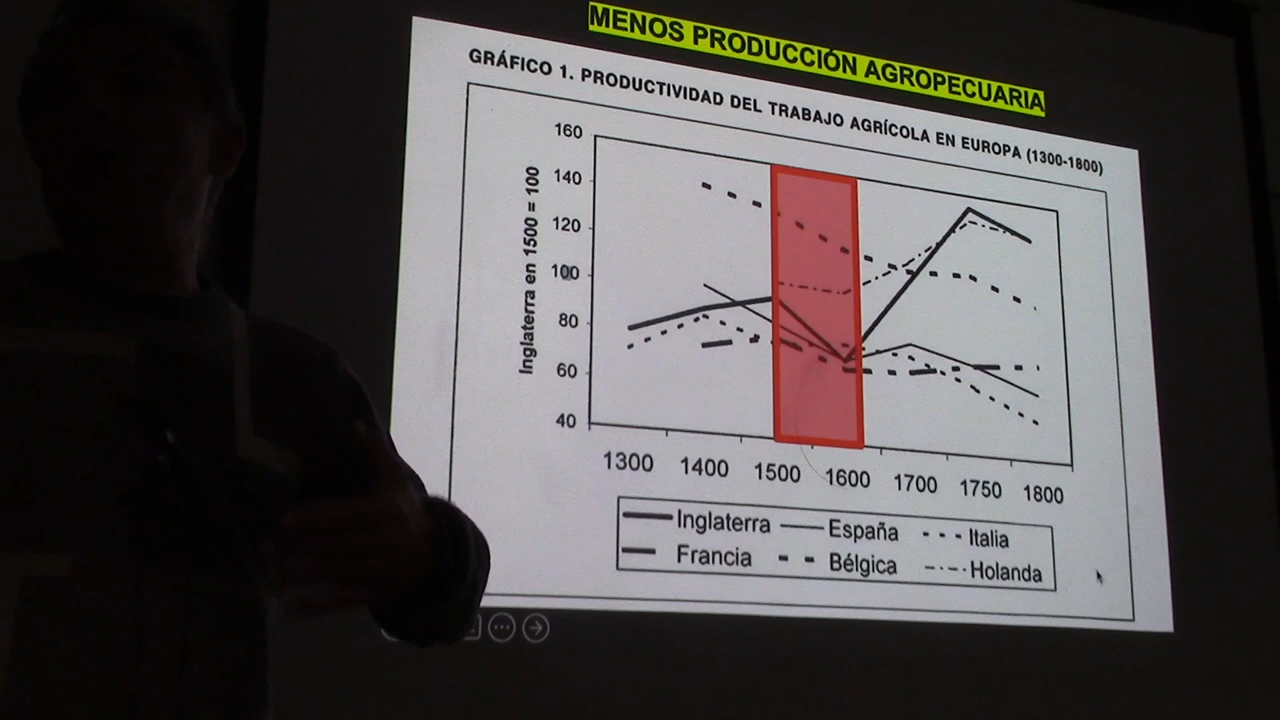 MENOS PRODUCCIÓN AGROPECUARIA
GRÁFICO 1. PRODUCTIVIDAD DEL TRABAJO AGRÍCOLA EN EUROPA (1300-1800)
Inglaterra en 1500 = 100
160
140
120
100
80
60
40
1300 1400 1500 1600 1700 1750 1800
Inglaterra España Italia
Francia Bélgica Holanda